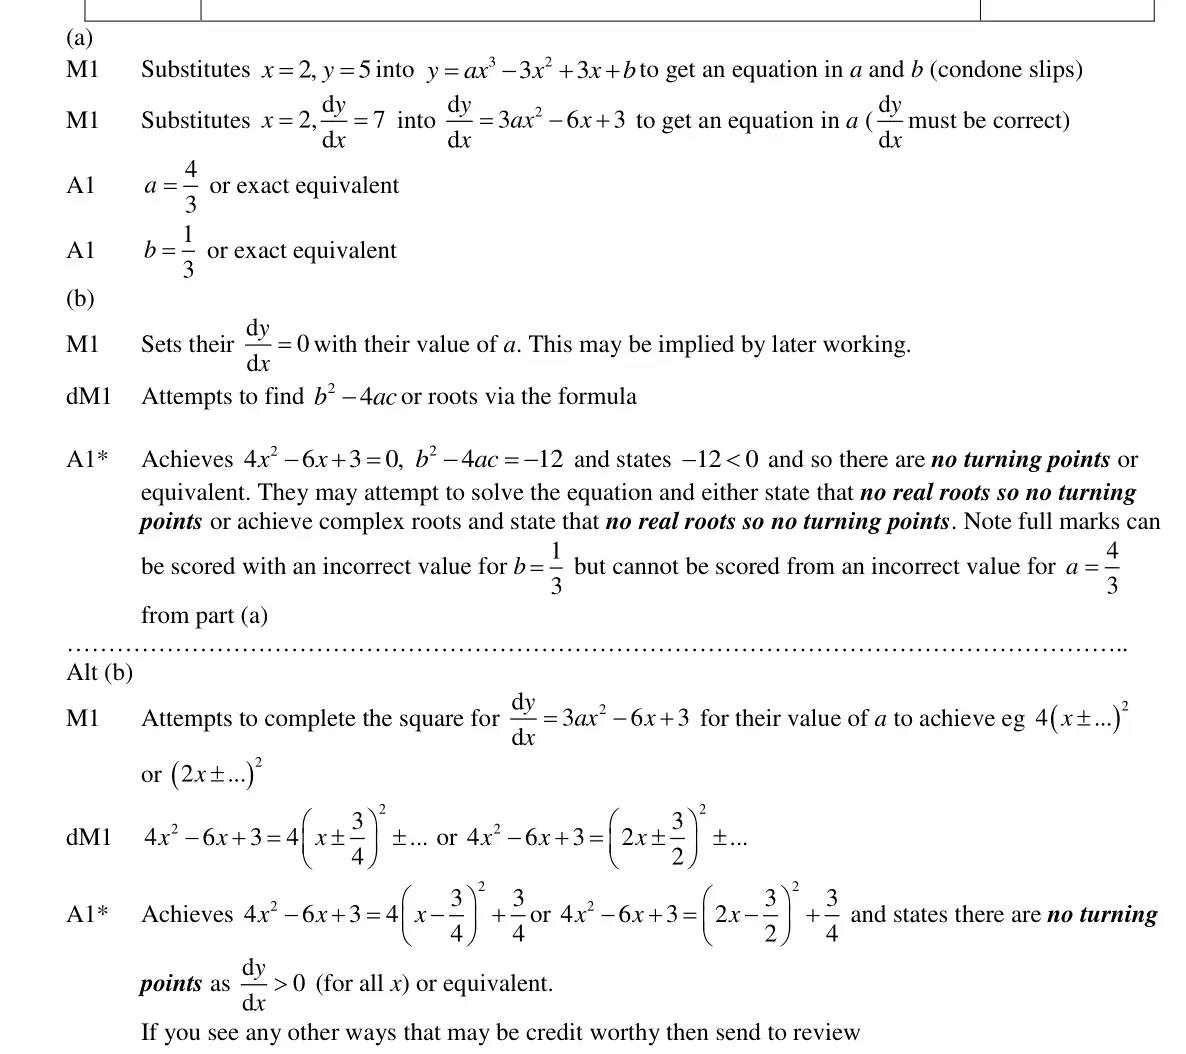 (a)
M1 Substitutes x = 2, y = 5 into y = ax³ − 3x² + 3x + b to get an equation in a and b (condone slips)
M1 Substitutes x = 2, dy/dx = 7 into dy/dx = 3ax² − 6x + 3 to get an equation in a (dy/dx must be correct)
A1 a = 4/3 or exact equivalent
A1 b = 1/3 or exact equivalent
(b)
M1 Sets their dy/dx = 0 with their value of a. This may be implied by later working.
dM1 Attempts to find b² − 4ac or roots via the formula
A1* Achieves 4x² − 6x + 3 = 0, b² − 4ac = −12 and states −12 < 0 and so there are no turning points or
equivalent. They may attempt to solve the equation and either state that no real roots so no turning
points or achieve complex roots and state that no real roots so no turning points. Note full marks can
be scored with an incorrect value for b = 1/3 but cannot be scored from an incorrect value for a = 4/3
from part (a)
……………………………………………………………………………………………………………………..
Alt (b)
M1 Attempts to complete the square for dy/dx = 3ax² − 6x + 3 for their value of a to achieve eg 4(x ± ...)²
or (2x ± ...)²
dM1 4x² − 6x + 3 = 4(x ± 3/4)² ± ... or 4x² − 6x + 3 = (2x ± 3/2)² ± ...
A1* Achieves 4x² − 6x + 3 = 4(x − 3/4)² + 3/4 or 4x² − 6x + 3 = (2x − 3/2)² + 3/4 and states there are no turning
points as dy/dx > 0 (for all x) or equivalent.
If you see any other ways that may be credit worthy then send to review